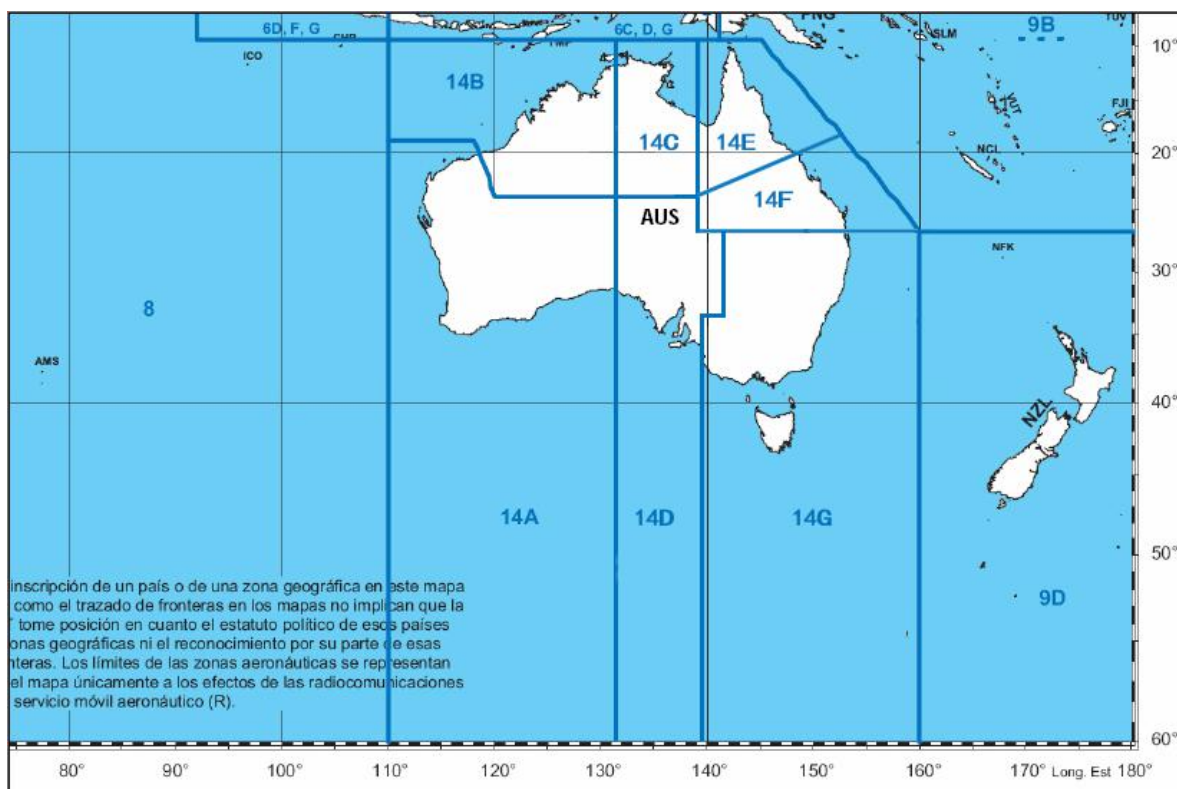 PNG
TUV
6D, F, G
6C, D, G
9B
SLM
10°
ICO
14B
VUT
FJI
14C
14E
NCL
20°
14F
AUS
NFK
30°
8
AMS
40°
NZL
14A
14D
14G
50°
inscripción de un país o de una zona geográfica en este mapa
como el trazado de fronteras en los mapas no implican que la
tome posición en cuanto el estatuto político de esos países
onas geográficas ni el reconocimiento por su parte de esas
nteras. Los límites de las zonas aeronáuticas se representan
el mapa únicamente a los efectos de las radiocomunicaciones
servicio móvil aeronáutico (R).
9D
60°
80° 90° 100° 110° 120° 130° 140° 150° 160° 170° Long. Est 180°